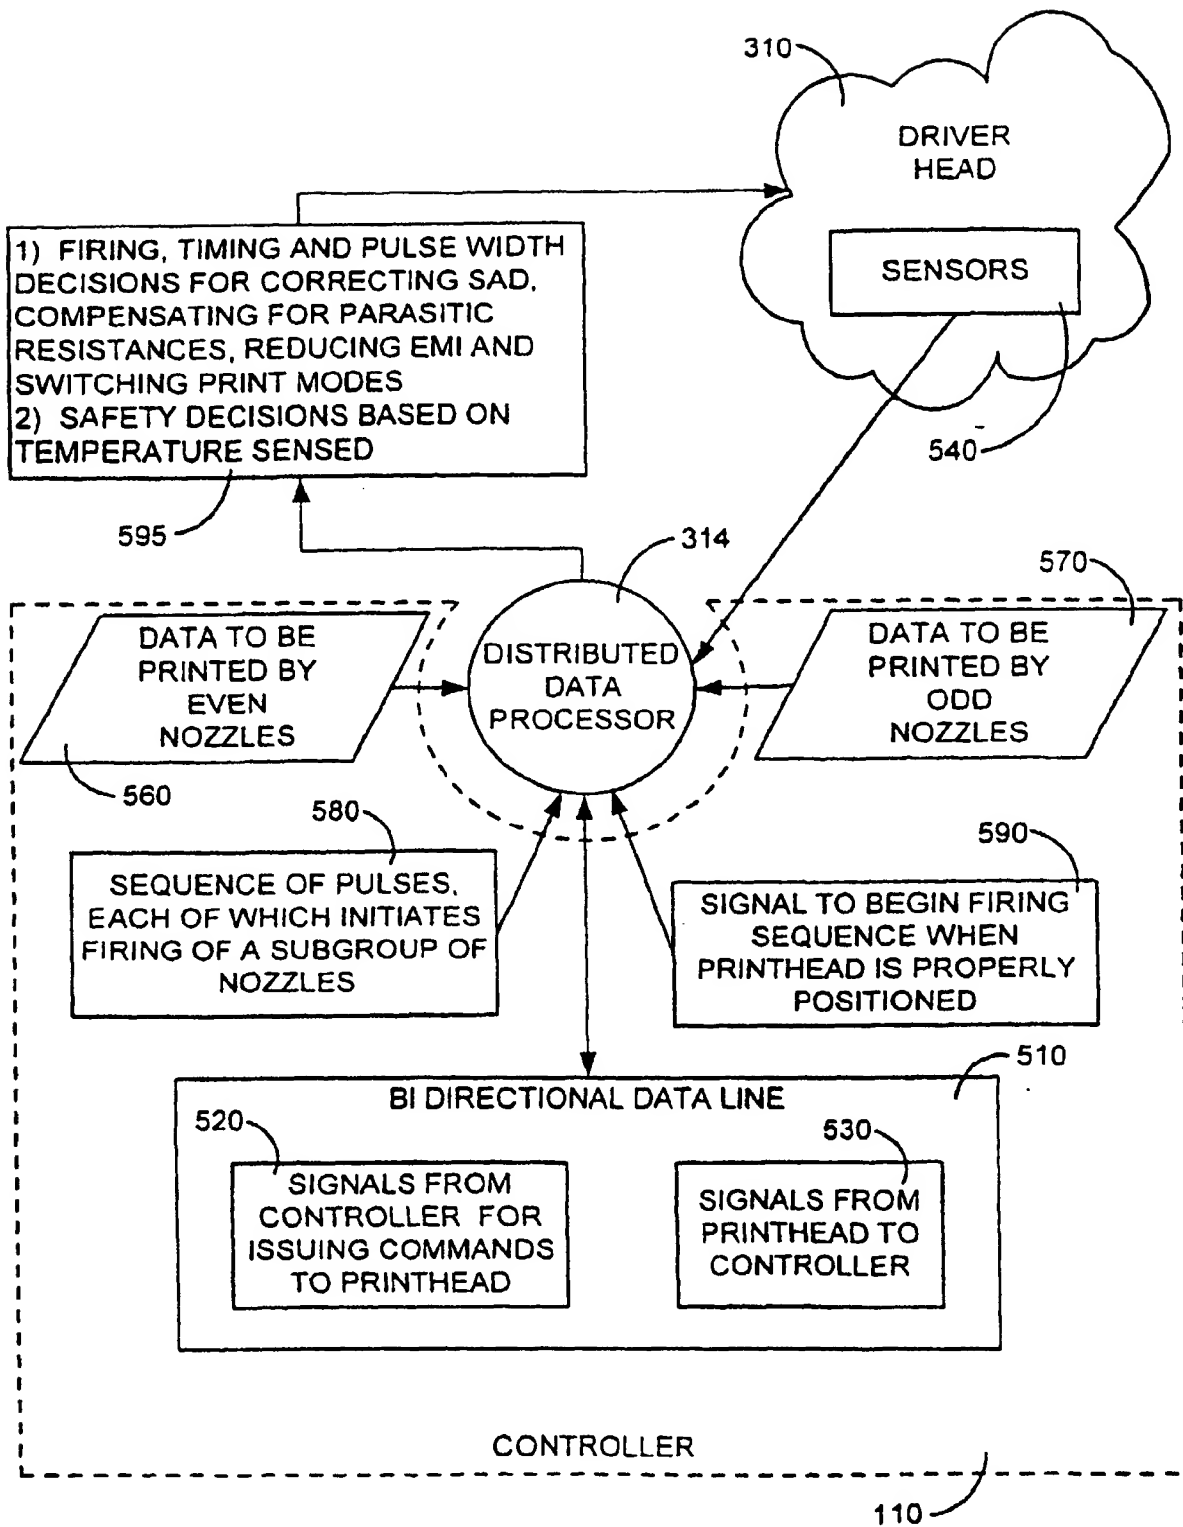 310
DRIVER
HEAD
SENSORS
540
1) FIRING, TIMING AND PULSE WIDTH
DECISIONS FOR CORRECTING SAD,
COMPENSATING FOR PARASITIC
RESISTANCES, REDUCING EMI AND
SWITCHING PRINT MODES
2) SAFETY DECISIONS BASED ON
TEMPERATURE SENSED
595
314
570
DATA TO BE
PRINTED BY
EVEN
NOZZLES
560
DISTRIBUTED
DATA
PROCESSOR
DATA TO BE
PRINTED BY
ODD
NOZZLES
580
SEQUENCE OF PULSES,
EACH OF WHICH INITIATES
FIRING OF A SUBGROUP OF
NOZZLES
590
SIGNAL TO BEGIN FIRING
SEQUENCE WHEN
PRINTHEAD IS PROPERLY
POSITIONED
510
BI DIRECTIONAL DATA LINE
520
SIGNALS FROM
CONTROLLER FOR
ISSUING COMMANDS
TO PRINTHEAD
530
SIGNALS FROM
PRINTHEAD TO
CONTROLLER
CONTROLLER
110